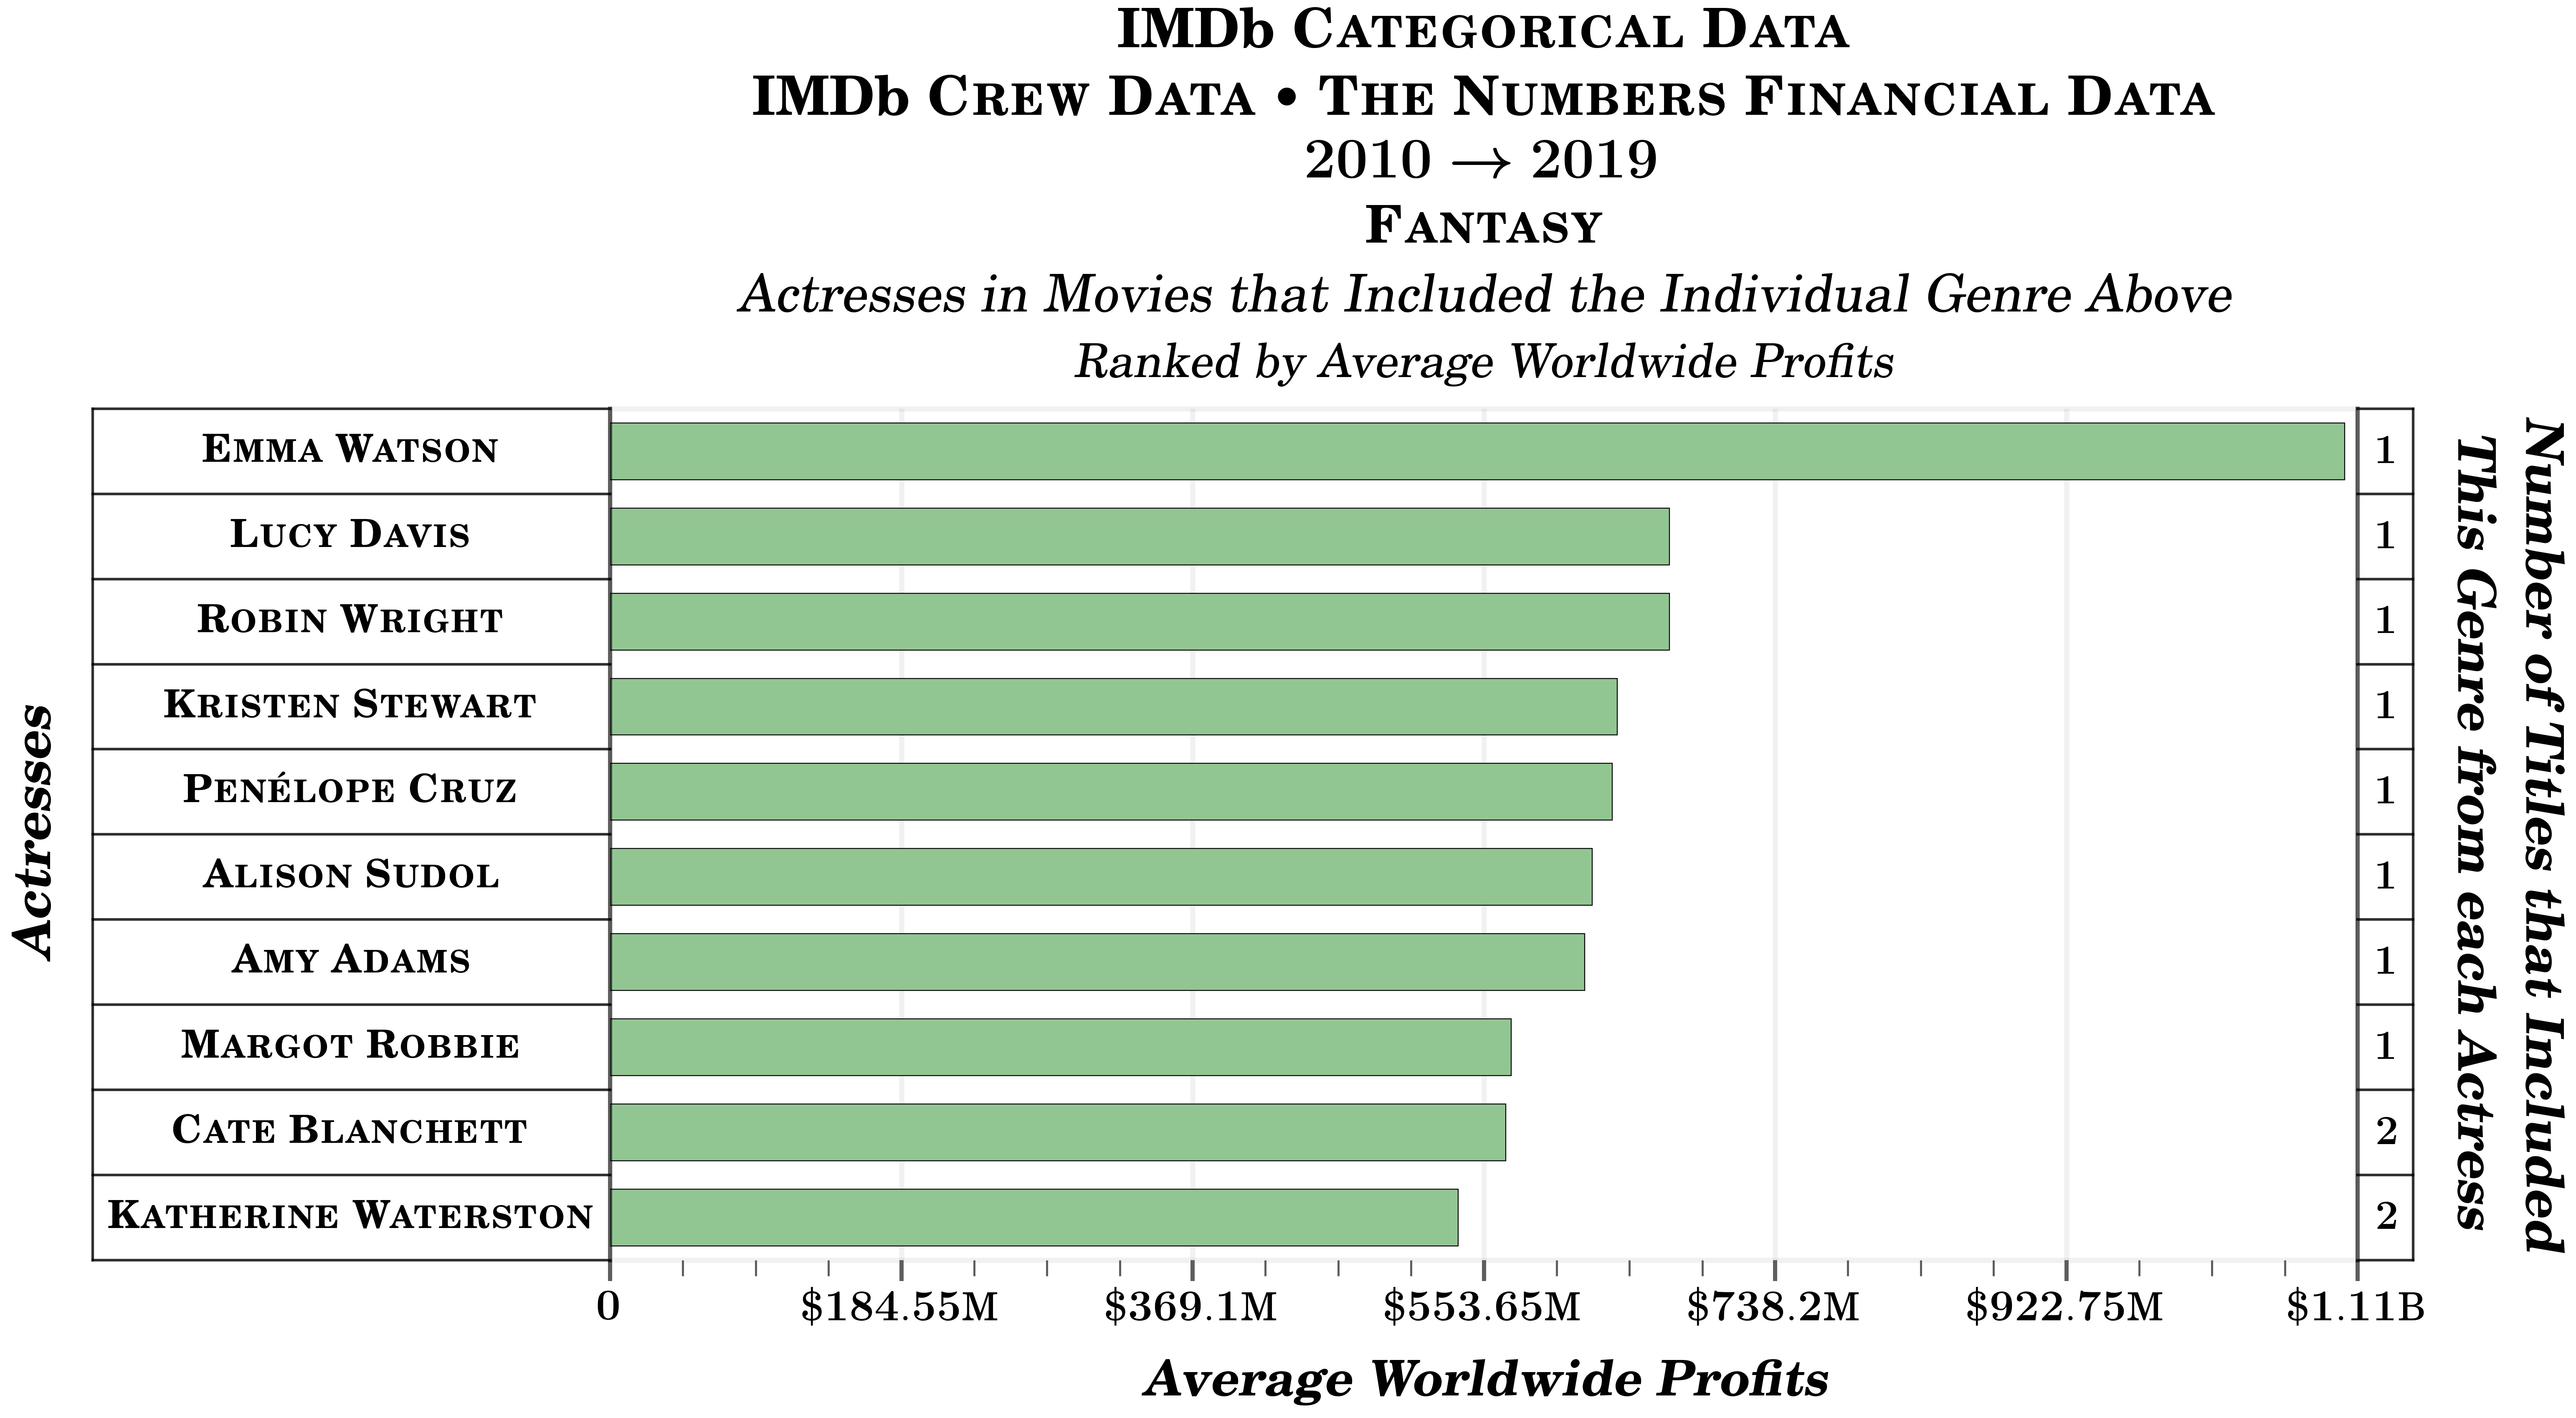 IMDb Categorical Data
IMDb Crew Data • The Numbers Financial Data
2010 → 2019
Fantasy
Actresses in Movies that Included the Individual Genre Above
Ranked by Average Worldwide Profits
Actresses
Emma Watson 1
Lucy Davis 1
Robin Wright 1
Kristen Stewart 1
Penélope Cruz 1
Alison Sudol 1
Amy Adams 1
Margot Robbie 1
Cate Blanchett 2
Katherine Waterston 2
Number of Titles that Included
This Genre from each Actress
0 $184.55M $369.1M $553.65M $738.2M $922.75M $1.11B
Average Worldwide Profits